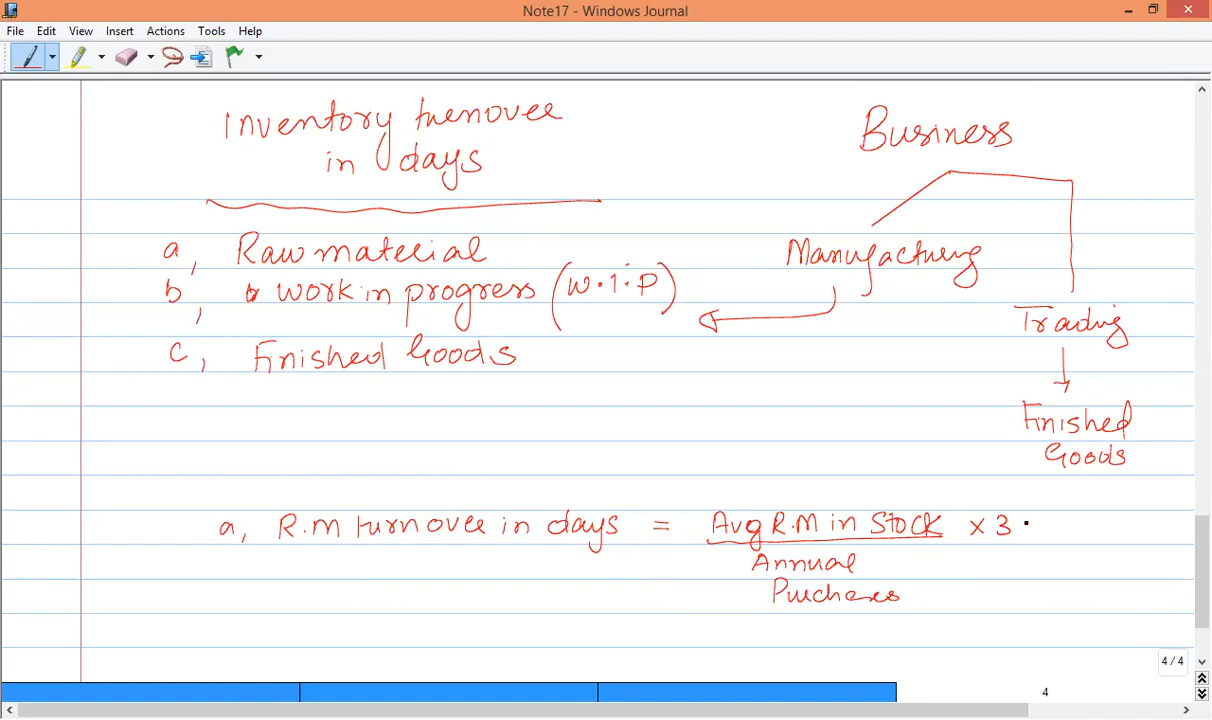 Note17 - Windows Journal
File Edit View Insert Actions Tools Help
Inventory turnover
in days
a, Raw material
b, work in progress (W.I.P)
c, Finished Goods
Business
Manufacturing
Trading
Finished
Goods
a, R.M turnover in days = Avg R.M in Stock × 3
Annual
Purchases
4 / 4
4